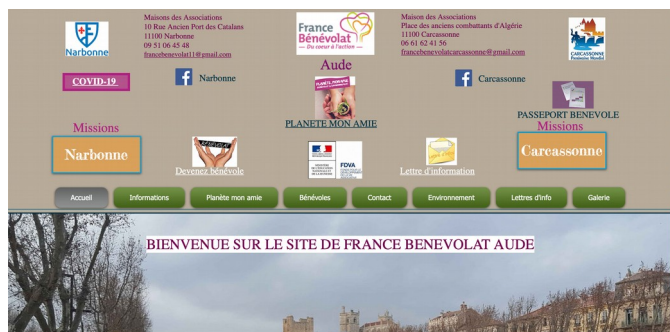 Narbonne
Maisons des Associations
10 Rue Ancien Port des Catalans
11100 Narbonne
09 51 06 45 48
francebenevolat11@gmail.com
France
Bénévolat
Du coeur à l'action
Aude
Maison des Associations
Place des anciens combattants d'Algérie
11100 Carcassonne
06 61 62 41 56
francebenevolatcarcassonne@gmail.com
CARCASSONNE
COVID-19
Narbonne
PLANETE MON AMIE
Carcassonne
PASSEPORT BENEVOLE
Missions
Narbonne
Devenez bénévole
FDVA
Lettre d'information
Missions
Carcassonne
Accueil
Informations
Planète mon amie
Bénévoles
Contact
Environnement
Lettres d'info
Galerie
BIENVENUE SUR LE SITE DE FRANCE BENEVOLAT AUDE